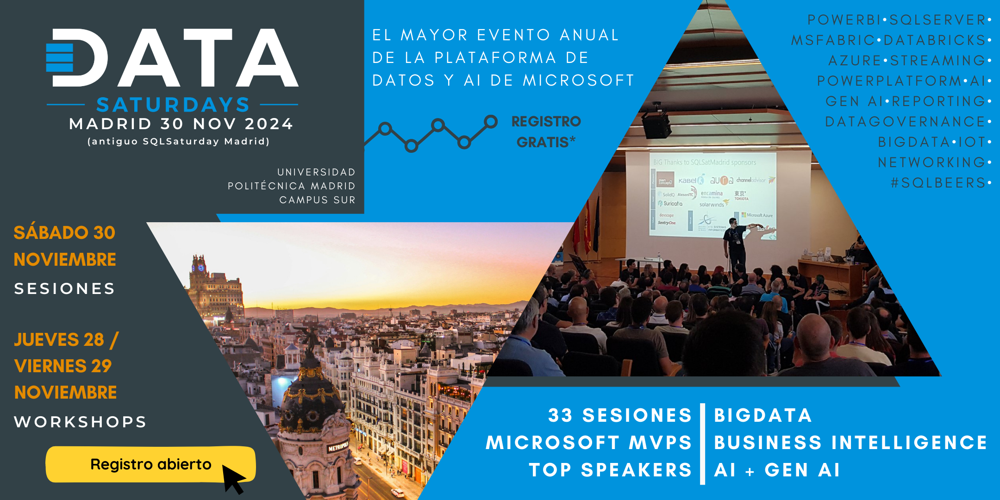 DATA
SATURDAYS
MADRID 30 NOV 2024
(antiguo SQLSaturday Madrid)
UNIVERSIDAD
POLITÉCNICA MADRID
CAMPUS SUR
EL MAYOR EVENTO ANUAL
DE LA PLATAFORMA DE
DATOS Y AI DE MICROSOFT
REGISTRO
GRATIS*
POWERBI•SQLSERVER•
MSFABRIC•DATABRICKS•
AZURE•STREAMING•
POWERPLATFORM•AI•
GEN AI•REPORTING•
DATAGOVERNANCE•
BIGDATA•IOT•
NETWORKING•
#SQLBEERS•
BIG Thanks to SQLSatMadrid sponsors
plain concepts KABEL aura channeladvisor
SolidQ AlesonITC encamina 東京 TOKIOTA
Suricata solarwinds
devscope Microsoft Azure
SentryOne.
SÁBADO 30
NOVIEMBRE
SESIONES
JUEVES 28 /
VIERNES 29
NOVIEMBRE
WORKSHOPS
Registro abierto
METROPOLIS
33 SESIONES
MICROSOFT MVPS
TOP SPEAKERS
BIGDATA
BUSINESS INTELLIGENCE
AI + GEN AI